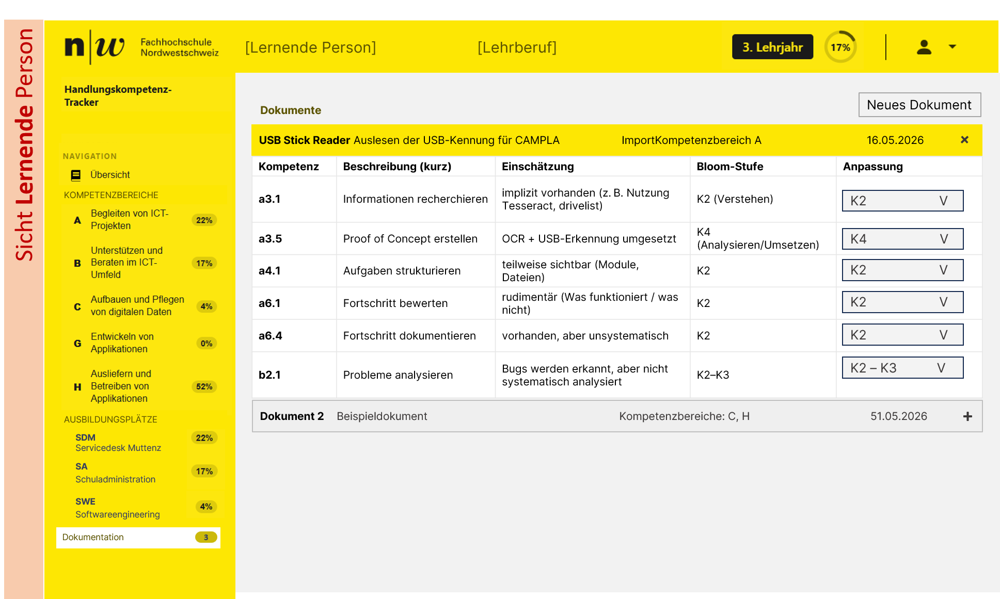 Sicht Lernende Person
n|w
Fachhochschule
Nordwestschweiz
[Lernende Person]
[Lehrberuf]
3. Lehrjahr
17%
Handlungskompetenz-
Tracker
NAVIGATION
Übersicht
KOMPETENZBEREICHE
A Begleiten von ICT-
Projekten 22%
B Unterstützen und
Beraten im ICT-
Umfeld 17%
C Aufbauen und Pflegen
von digitalen Daten 4%
G Entwickeln von
Applikationen 0%
H Ausliefern und
Betreiben von
Applikationen 52%
AUSBILDUNGSPLÄTZE
SDM 22%
Servicedesk Muttenz
SA 17%
Schuladministration
SWE 4%
Softwareengineering
Dokumentation 3
Dokumente
Neues Dokument
USB Stick Reader Auslesen der USB-Kennung für CAMPLA ImportKompetenzbereich A 16.05.2026 ×
Kompetenz Beschreibung (kurz) Einschätzung Bloom-Stufe Anpassung
a3.1 Informationen recherchieren implizit vorhanden (z. B. Nutzung
Tesseract, drivelist) K2 (Verstehen) K2 V
a3.5 Proof of Concept erstellen OCR + USB-Erkennung umgesetzt K4
(Analysieren/Umsetzen) K4 V
a4.1 Aufgaben strukturieren teilweise sichtbar (Module,
Dateien) K2 K2 V
a6.1 Fortschritt bewerten rudimentär (Was funktioniert / was
nicht) K2 K2 V
a6.4 Fortschritt dokumentieren vorhanden, aber unsystematisch K2 K2 V
b2.1 Probleme analysieren Bugs werden erkannt, aber nicht
systematisch analysiert K2–K3 K2 – K3 V
Dokument 2 Beispieldokument Kompetenzbereiche: C, H 51.05.2026 +